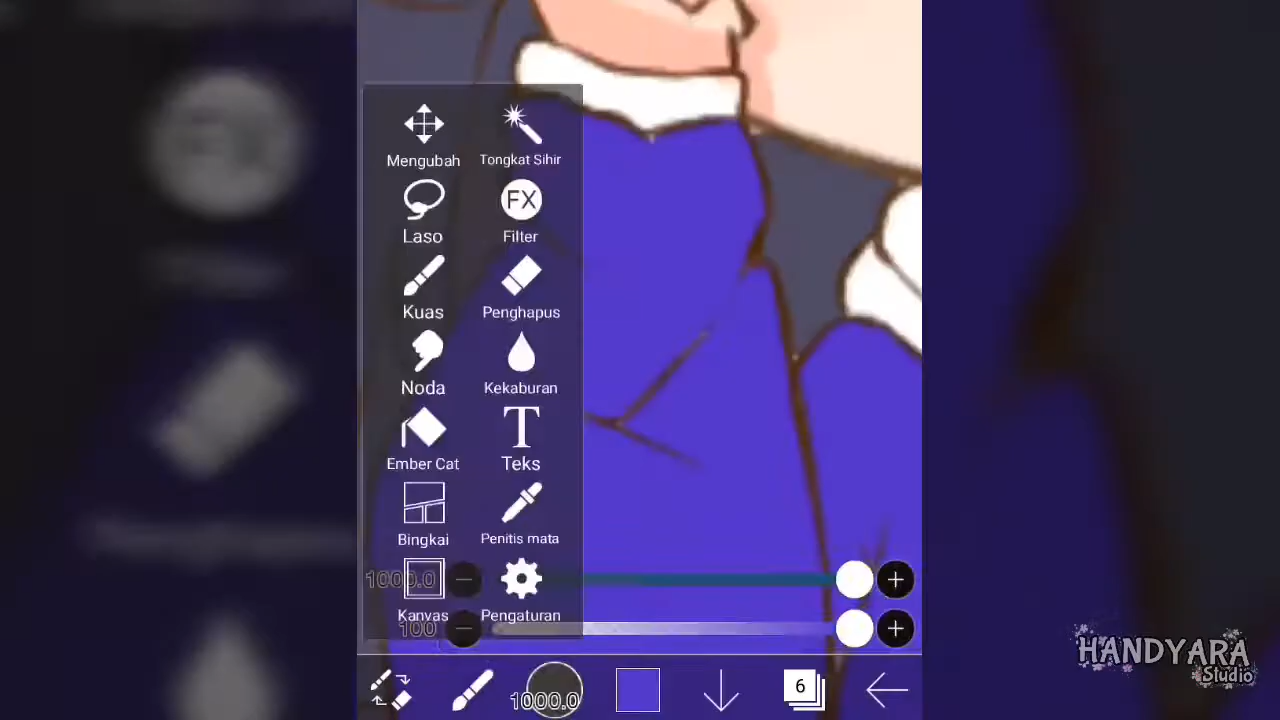 Mengubah
Tongkat Sihir
Laso
FX
Filter
Kuas
Penghapus
Noda
Kekaburan
Ember Cat
T
Teks
Bingkai
Penitis mata
1000.0
Kanvas
Pengaturan
100
1000.0
6
HANDYARA
Studio